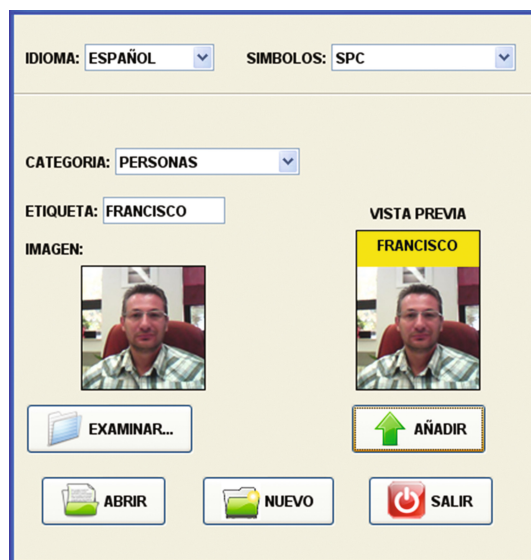 IDIOMA: ESPAÑOL SIMBOLOS: SPC
CATEGORIA: PERSONAS
ETIQUETA: FRANCISCO
VISTA PREVIA
IMAGEN:
FRANCISCO
EXAMINAR...
AÑADIR
ABRIR
NUEVO
SALIR